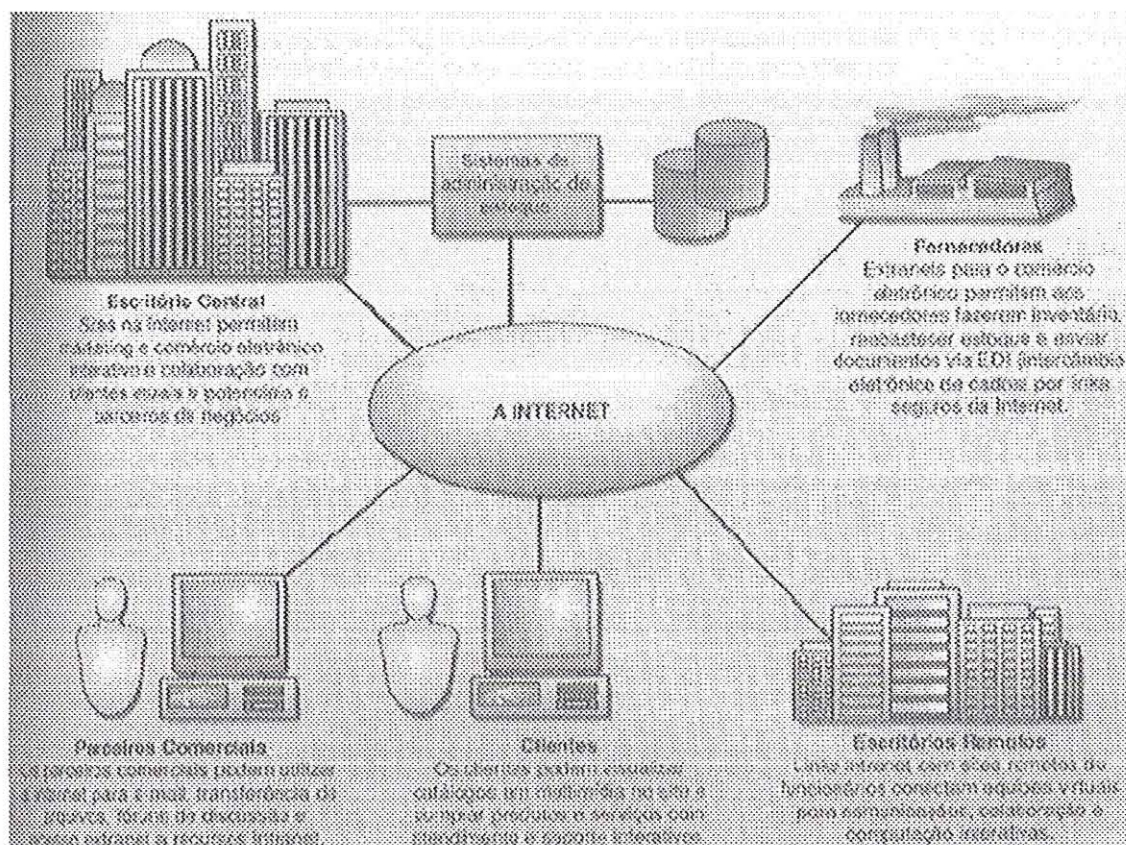 Sistemas de
administração de
estoque
Fornecedores
Extranets para o comércio
eletrônico permitem aos
fornecedores fazerem inventário,
reabastecer estoque e enviar
documentos via EDI (intercâmbio
eletrônico de dados) por links
seguros da Internet.
Escritório Central
Sites na Internet permitem
marketing e comércio eletrônico
interativo e colaboração com
clientes atuais e potenciais e
parceiros de negócios
A INTERNET
Parceiros Comerciais
Os parceiros comerciais podem utilizar
a Internet para e-mail, transferência de
arquivos, fóruns de discussão e
acesso extranet a recursos intranet.
Clientes
Os clientes podem visualizar
catálogos em multimídia no site e
comprar produtos e serviços com
atendimento e suporte interativos.
Escritórios Remotos
Links intranet com sites remotos de
funcionários conectam equipes virtuais
para comunicações, colaboração e
computação interativas.